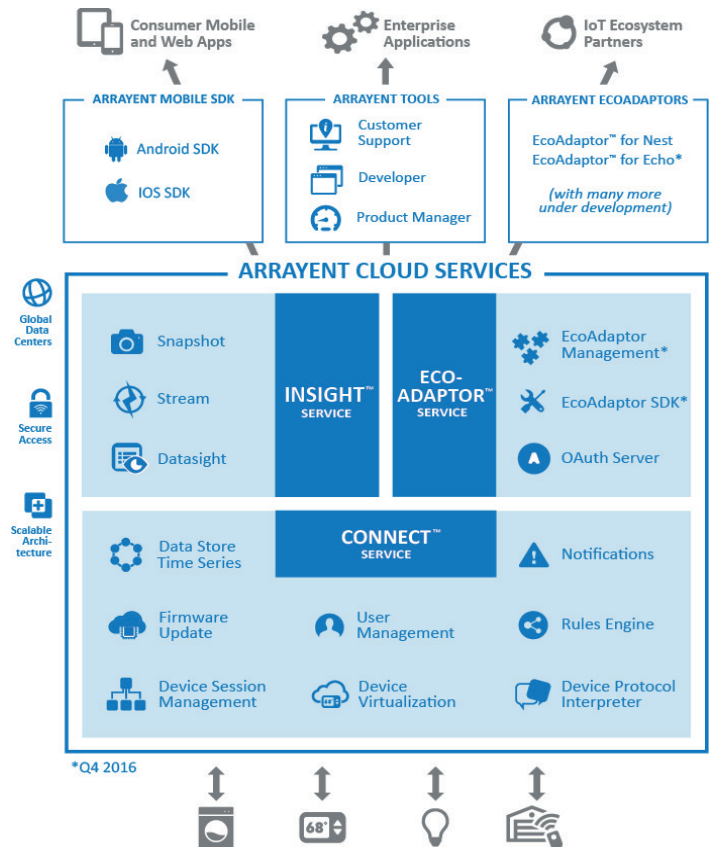 Consumer Mobile
and Web Apps
Enterprise
Applications
IoT Ecosystem
Partners
ARRAYENT MOBILE SDK
Android SDK
IOS SDK
ARRAYENT TOOLS
Customer
Support
Developer
Product Manager
ARRAYENT ECOADAPTORS
EcoAdaptor™ for Nest
EcoAdaptor™ for Echo*
(with many more
under development)
ARRAYENT CLOUD SERVICES
Global
Data
Centers
Secure
Access
Scalable
Archi-
tecture
Snapshot
Stream
Datasight
INSIGHT™
SERVICE
ECO-
ADAPTOR™
SERVICE
EcoAdaptor
Management*
EcoAdaptor SDK*
A
OAuth Server
CONNECT™
SERVICE
Data Store
Time Series
Notifications
Firmware
Update
User
Management
Rules Engine
Device Session
Management
Device
Virtualization
Device Protocol
Interpreter
*Q4 2016
68°